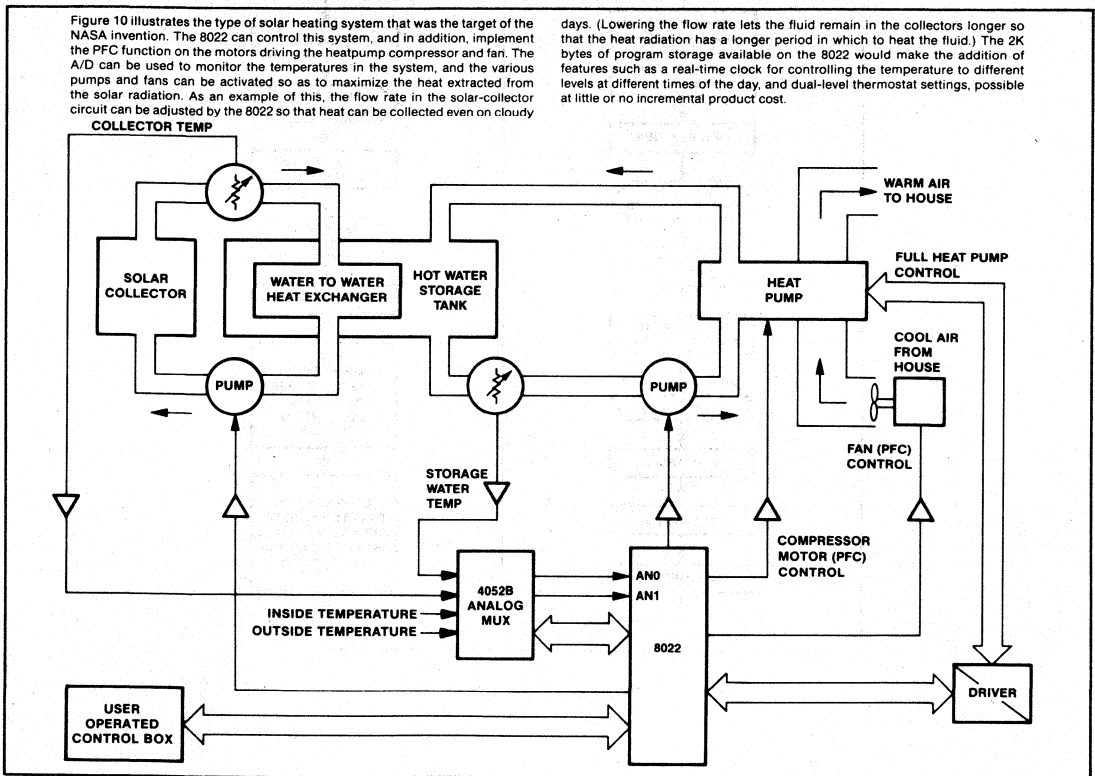 Figure 10 illustrates the type of solar heating system that was the target of the
NASA invention. The 8022 can control this system, and in addition, implement
the PFC function on the motors driving the heatpump compressor and fan. The
A/D can be used to monitor the temperatures in the system, and the various
pumps and fans can be activated so as to maximize the heat extracted from
the solar radiation. As an example of this, the flow rate in the solar-collector
circuit can be adjusted by the 8022 so that heat can be collected even on cloudy
days. (Lowering the flow rate lets the fluid remain in the collectors longer so
that the heat radiation has a longer period in which to heat the fluid.) The 2K
bytes of program storage available on the 8022 would make the addition of
features such as a real-time clock for controlling the temperature to different
levels at different times of the day, and dual-level thermostat settings, possible
at little or no incremental product cost.
COLLECTOR TEMP
WARM AIR
TO HOUSE
SOLAR
COLLECTOR
WATER TO WATER
HEAT EXCHANGER
HOT WATER
STORAGE
TANK
HEAT
PUMP
FULL HEAT PUMP
CONTROL
COOL AIR
FROM
HOUSE
PUMP
PUMP
FAN (PFC)
CONTROL
STORAGE
WATER
TEMP
COMPRESSOR
MOTOR (PFC)
CONTROL
4052B
ANALOG
MUX
AN0
AN1
8022
INSIDE TEMPERATURE
OUTSIDE TEMPERATURE
USER
OPERATED
CONTROL BOX
DRIVER